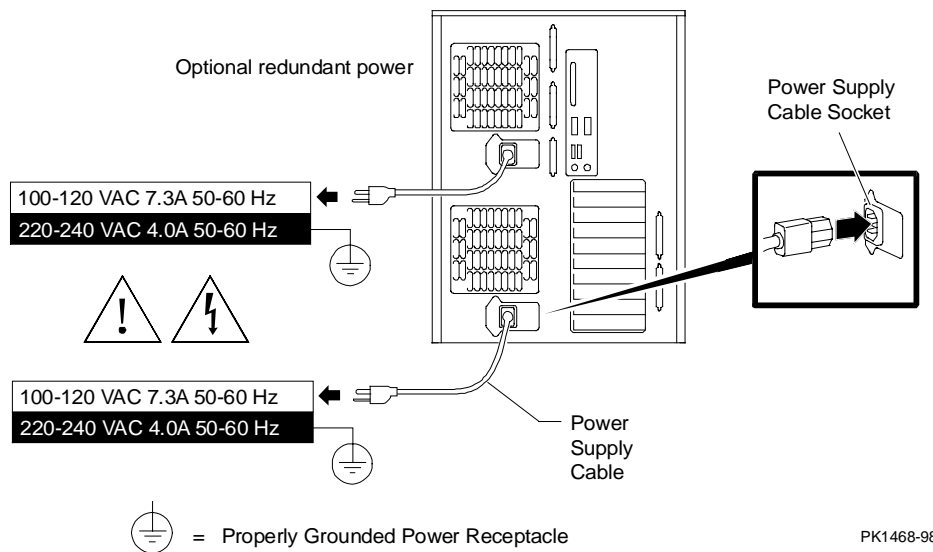 Optional redundant power
Power Supply
Cable Socket
100-120 VAC 7.3A 50-60 Hz
220-240 VAC 4.0A 50-60 Hz
100-120 VAC 7.3A 50-60 Hz
220-240 VAC 4.0A 50-60 Hz
Power
Supply
Cable
= Properly Grounded Power Receptacle
PK1468-98